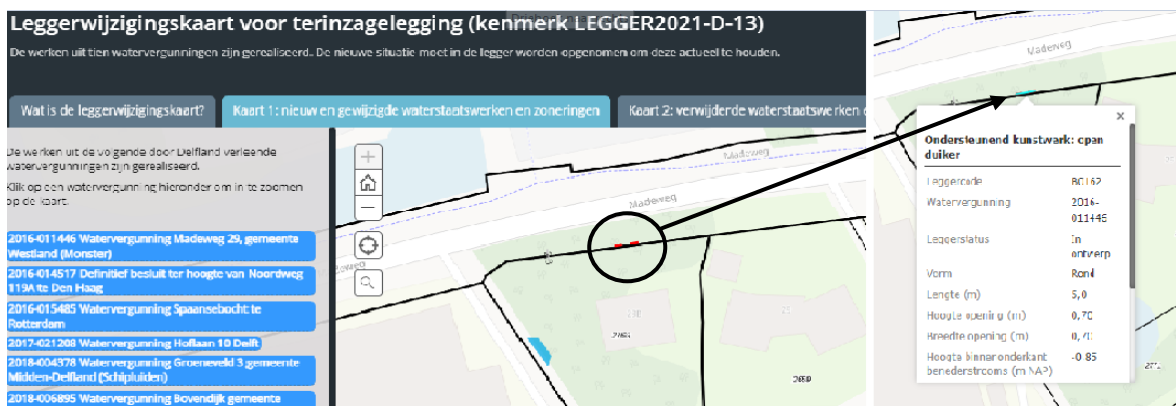 Leggerwijzigingskaart voor terinzagelegging (kenmerk LEGGER2021-D-13)
De werken uit tien watervergunningen zijn gerealiseerd. De nieuwe situatie moet in de legger worden opgenomen om deze actueel te houden.
Wat is de leggerwijzigingskaart?
Kaart 1: nieuw en gewijzigde waterstaatswerken en zoneringen
Kaart 2: verwijderde waterstaatswerken
De werken uit de volgende door Delfland verleende
watervergunningen zijn gerealiseerd.
Klik op een watervergunning hieronder om in te zoomen
op de kaart.
2016-011446 Watervergunning Madeweg 29, gemeente
Westland (Monster)
2016-014517 Definitief besluit ter hoogte van Noordweg
119A te Den Haag
2016-015485 Watervergunning Spaansebocht te
Rotterdam
2017-021208 Watervergunning Hoflaan 10 Delft
2018-004378 Watervergunning Groeneveld 3 gemeente
Midden-Delfland (Schipluiden)
2018-006895 Watervergunning Bovendijk gemeente
Madeweg
Madeweg
Madeweg
Ondersteunend kunstwerk: open
duiker
Leggercode
Watervergunning 2016-
011446
Leggerstatus In
ontwerp
Vorm Rond
Lengte (m) 5,0
Hoogte opening (m) 0,70
Breedte opening (m) 0,70
Hoogte binnenonderkant -0.85
benedenstrooms (m NAP)